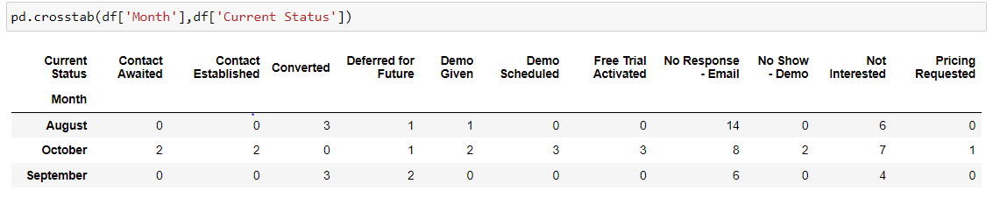 pd.crosstab(df['Month'],df['Current Status'])
Current Status Contact Awaited Contact Established Converted Deferred for Future Demo Given Demo Scheduled Free Trial Activated No Response - Email No Show - Demo Not Interested Pricing Requested
Month
August 0 0 3 1 1 0 0 14 0 6 0
October 2 2 0 1 2 3 3 8 2 7 1
September 0 0 3 2 0 0 0 6 0 4 0